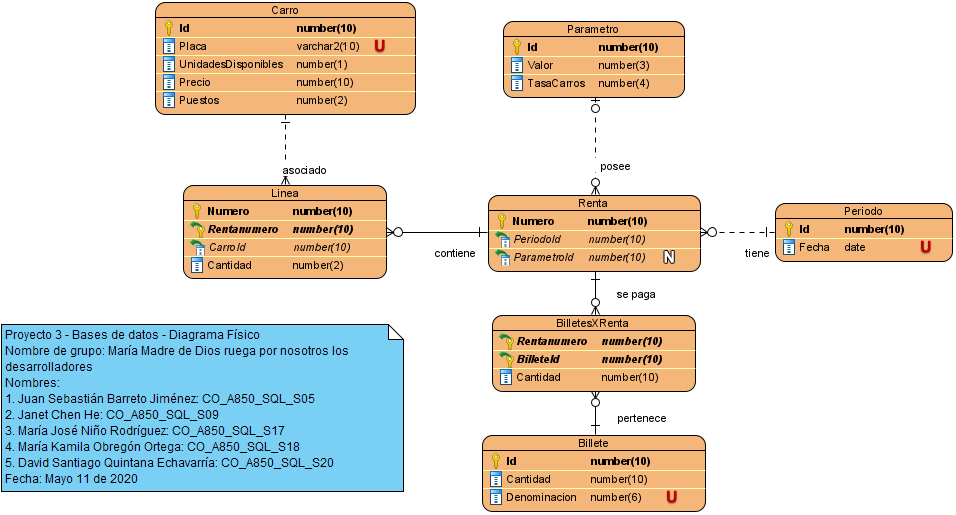 Carro
Id number(10)
Placa varchar2(10) U
UnidadesDisponibles number(1)
Precio number(10)
Puestos number(2)
Parametro
Id number(10)
Valor number(3)
TasaCarros number(4)
asociado
posee
Linea
Numero number(10)
Rentanumero number(10)
CarroId number(10)
Cantidad number(2)
contiene
Renta
Numero number(10)
PeriodoId number(10)
ParametroId number(10) N
tiene
Periodo
Id number(10)
Fecha date U
se paga
BilletesXRenta
Rentanumero number(10)
BilleteId number(10)
Cantidad number(10)
pertenece
Billete
Id number(10)
Cantidad number(10)
Denominacion number(6) U
Proyecto 3 - Bases de datos - Diagrama Físico
Nombre de grupo: María Madre de Dios ruega por nosotros los
desarrolladores
Nombres:
1. Juan Sebastián Barreto Jiménez: CO_A850_SQL_S05
2. Janet Chen He: CO_A850_SQL_S09
3. María José Niño Rodríguez: CO_A850_SQL_S17
4. María Kamila Obregón Ortega: CO_A850_SQL_S18
5. David Santiago Quintana Echavarría: CO_A850_SQL_S20
Fecha: Mayo 11 de 2020